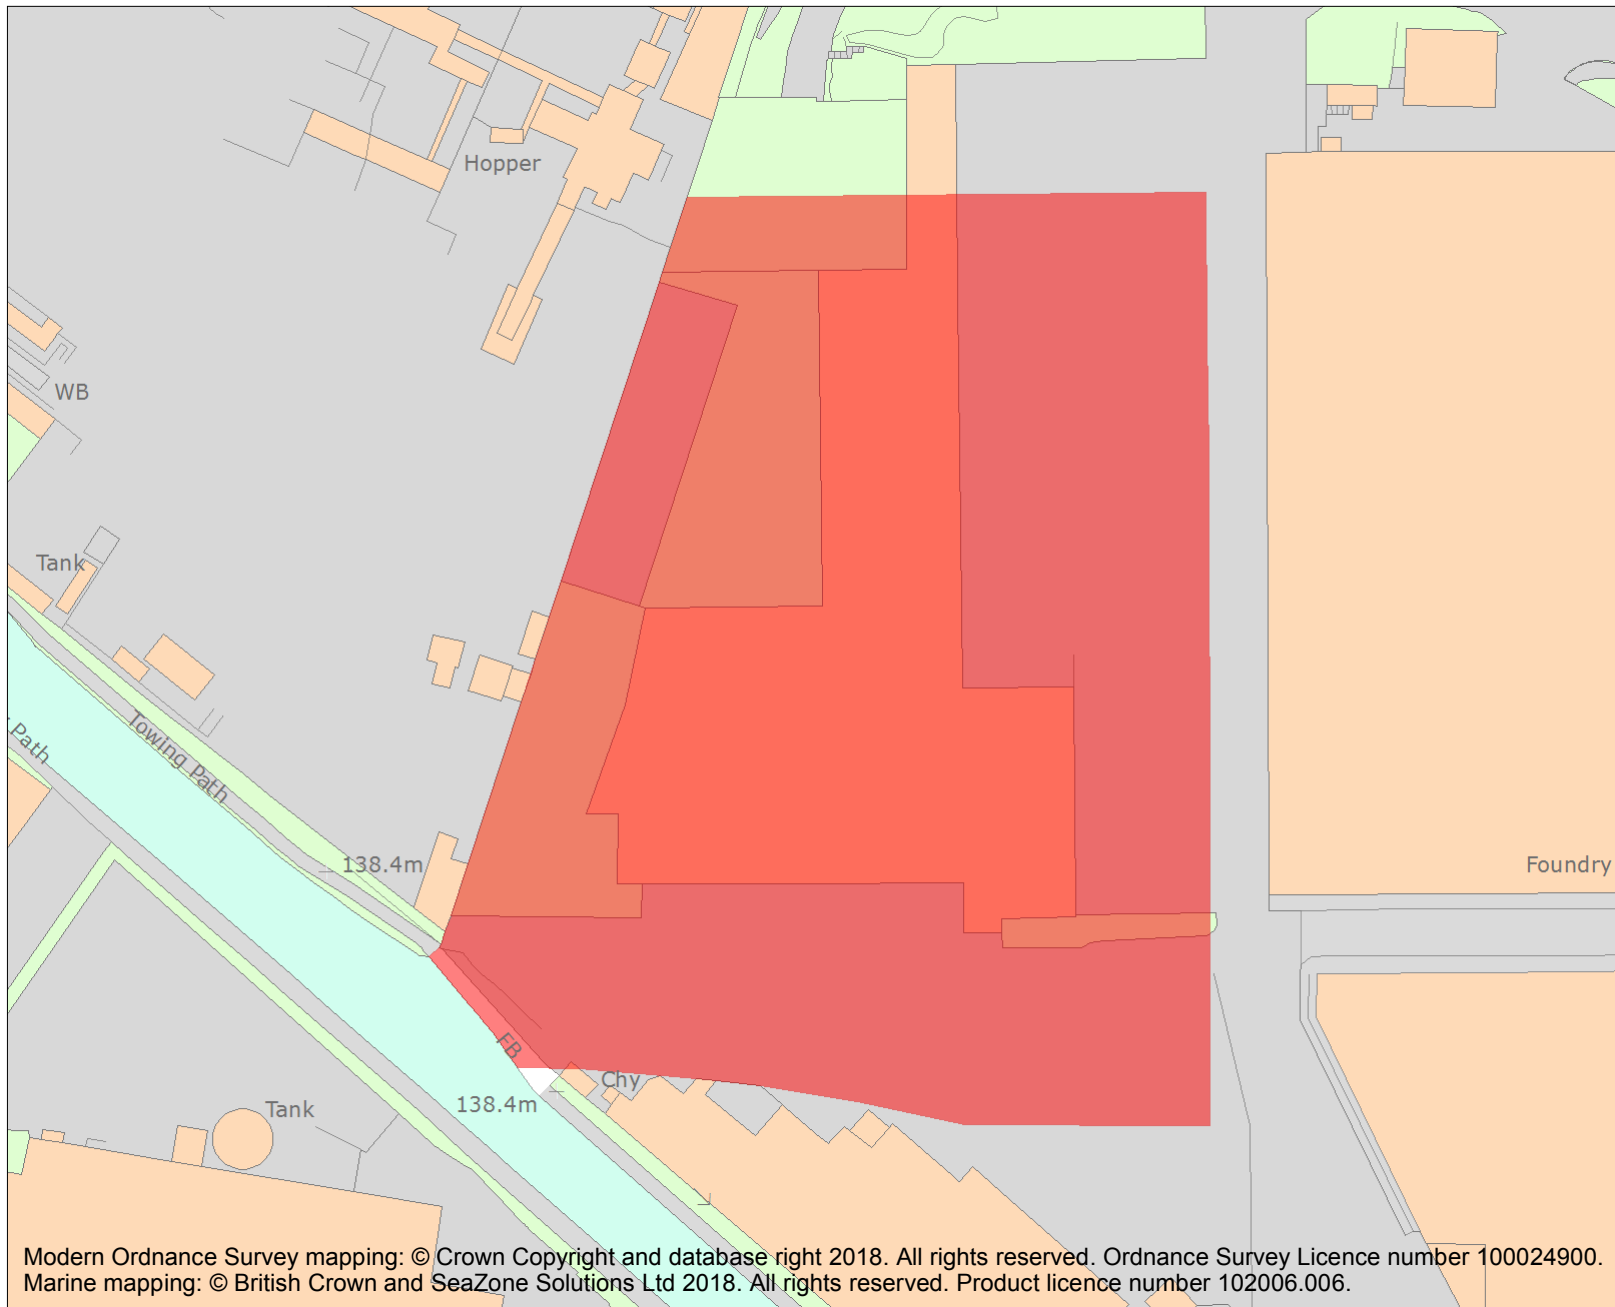 Hopper
WB
Tank
Towing Path
Path
138.4m
Foundry
FB
Chy
138.4m
Tank
Modern Ordnance Survey mapping: © Crown Copyright and database right 2018. All rights reserved. Ordnance Survey Licence number 100024900.
Marine mapping: © British Crown and SeaZone Solutions Ltd 2018. All rights reserved. Product licence number 102006.006.